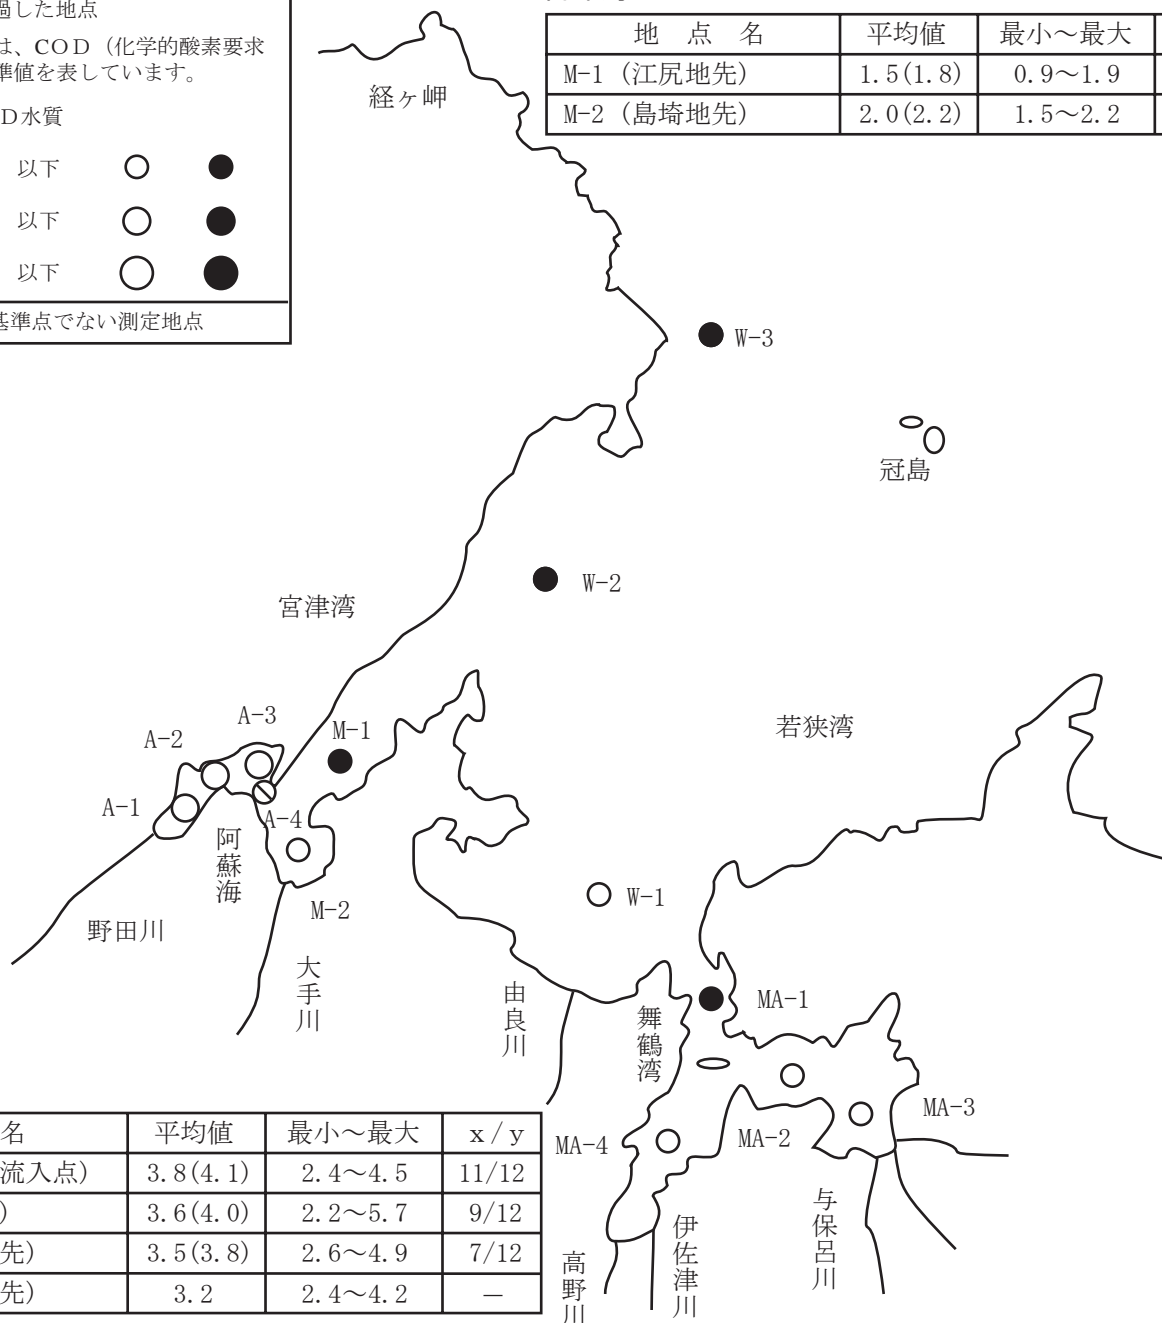 過した地点
は、COD（化学的酸素要求
準値を表しています。
D水質
以下
以下
以下
基準点でない測定地点
地　点　名 平均値 最小～最大
M-1（江尻地先） 1.5(1.8) 0.9～1.9
M-2（島埼地先） 2.0(2.2) 1.5～2.2
経ヶ岬
W-3
冠島
W-2
宮津湾
若狭湾
A-3
M-1
A-2
A-1
A-4
阿蘇海
W-1
M-2
野田川
大手川
由良川
舞鶴湾
MA-1
MA-3
MA-2
MA-4
与保呂川
伊佐津川
高野川
名 平均値 最小～最大 x/y
流入点） 3.8(4.1) 2.4～4.5 11/12
） 3.6(4.0) 2.2～5.7 9/12
先） 3.5(3.8) 2.6～4.9 7/12
先） 3.2 2.4～4.2 －